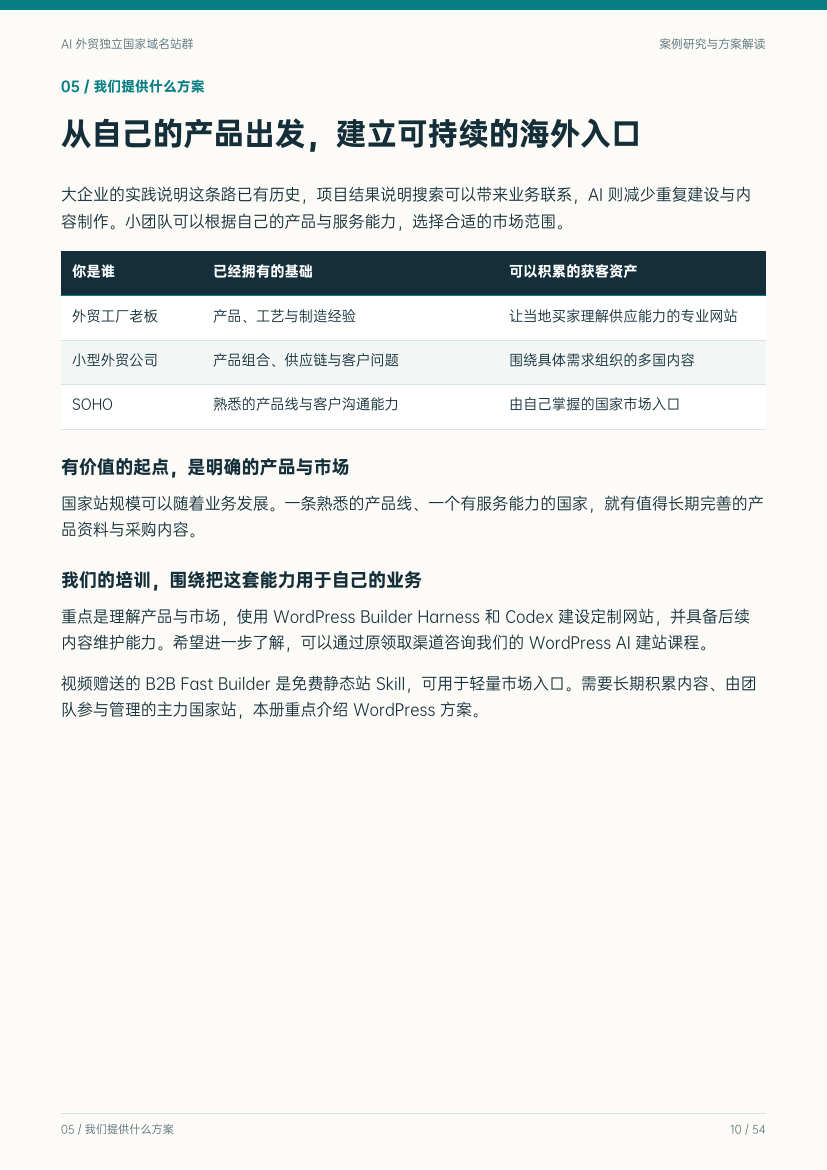 AI 外贸独立国家域名站群
案例研究与方案解读
05 / 我们提供什么方案
从自己的产品出发，建立可持续的海外入口
大企业的实践说明这条路已有历史，项目结果说明搜索可以带来业务联系，AI 则减少重复建设与内
容制作。小团队可以根据自己的产品与服务能力，选择合适的市场范围。
你是谁 已经拥有的基础 可以积累的获客资产
外贸工厂老板 产品、工艺与制造经验 让当地买家理解供应能力的专业网站
小型外贸公司 产品组合、供应链与客户问题 围绕具体需求组织的多国内容
SOHO 熟悉的产品线与客户沟通能力 由自己掌握的国家市场入口
有价值的起点，是明确的产品与市场
国家站规模可以随着业务发展。一条熟悉的产品线、一个有服务能力的国家，就有值得长期完善的产
品资料与采购内容。
我们的培训，围绕把这套能力用于自己的业务
重点是理解产品与市场，使用 WordPress Builder Harness 和 Codex 建设定制网站，并具备后续
内容维护能力。希望进一步了解，可以通过原领取渠道咨询我们的 WordPress AI 建站课程。
视频赠送的 B2B Fast Builder 是免费静态站 Skill，可用于轻量市场入口。需要长期积累内容、由团
队参与管理的主力国家站，本册重点介绍 WordPress 方案。
05 / 我们提供什么方案
10 / 54